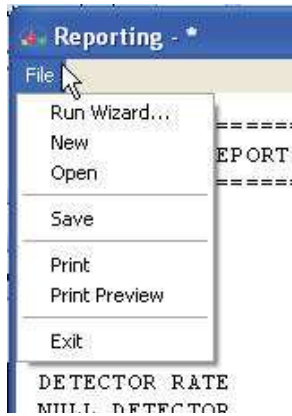 Reporting - *
File
Run Wizard...
New
Open
Save
Print
Print Preview
Exit
=====
EPORT
=====
DETECTOR RATE
NULL DETECTOR